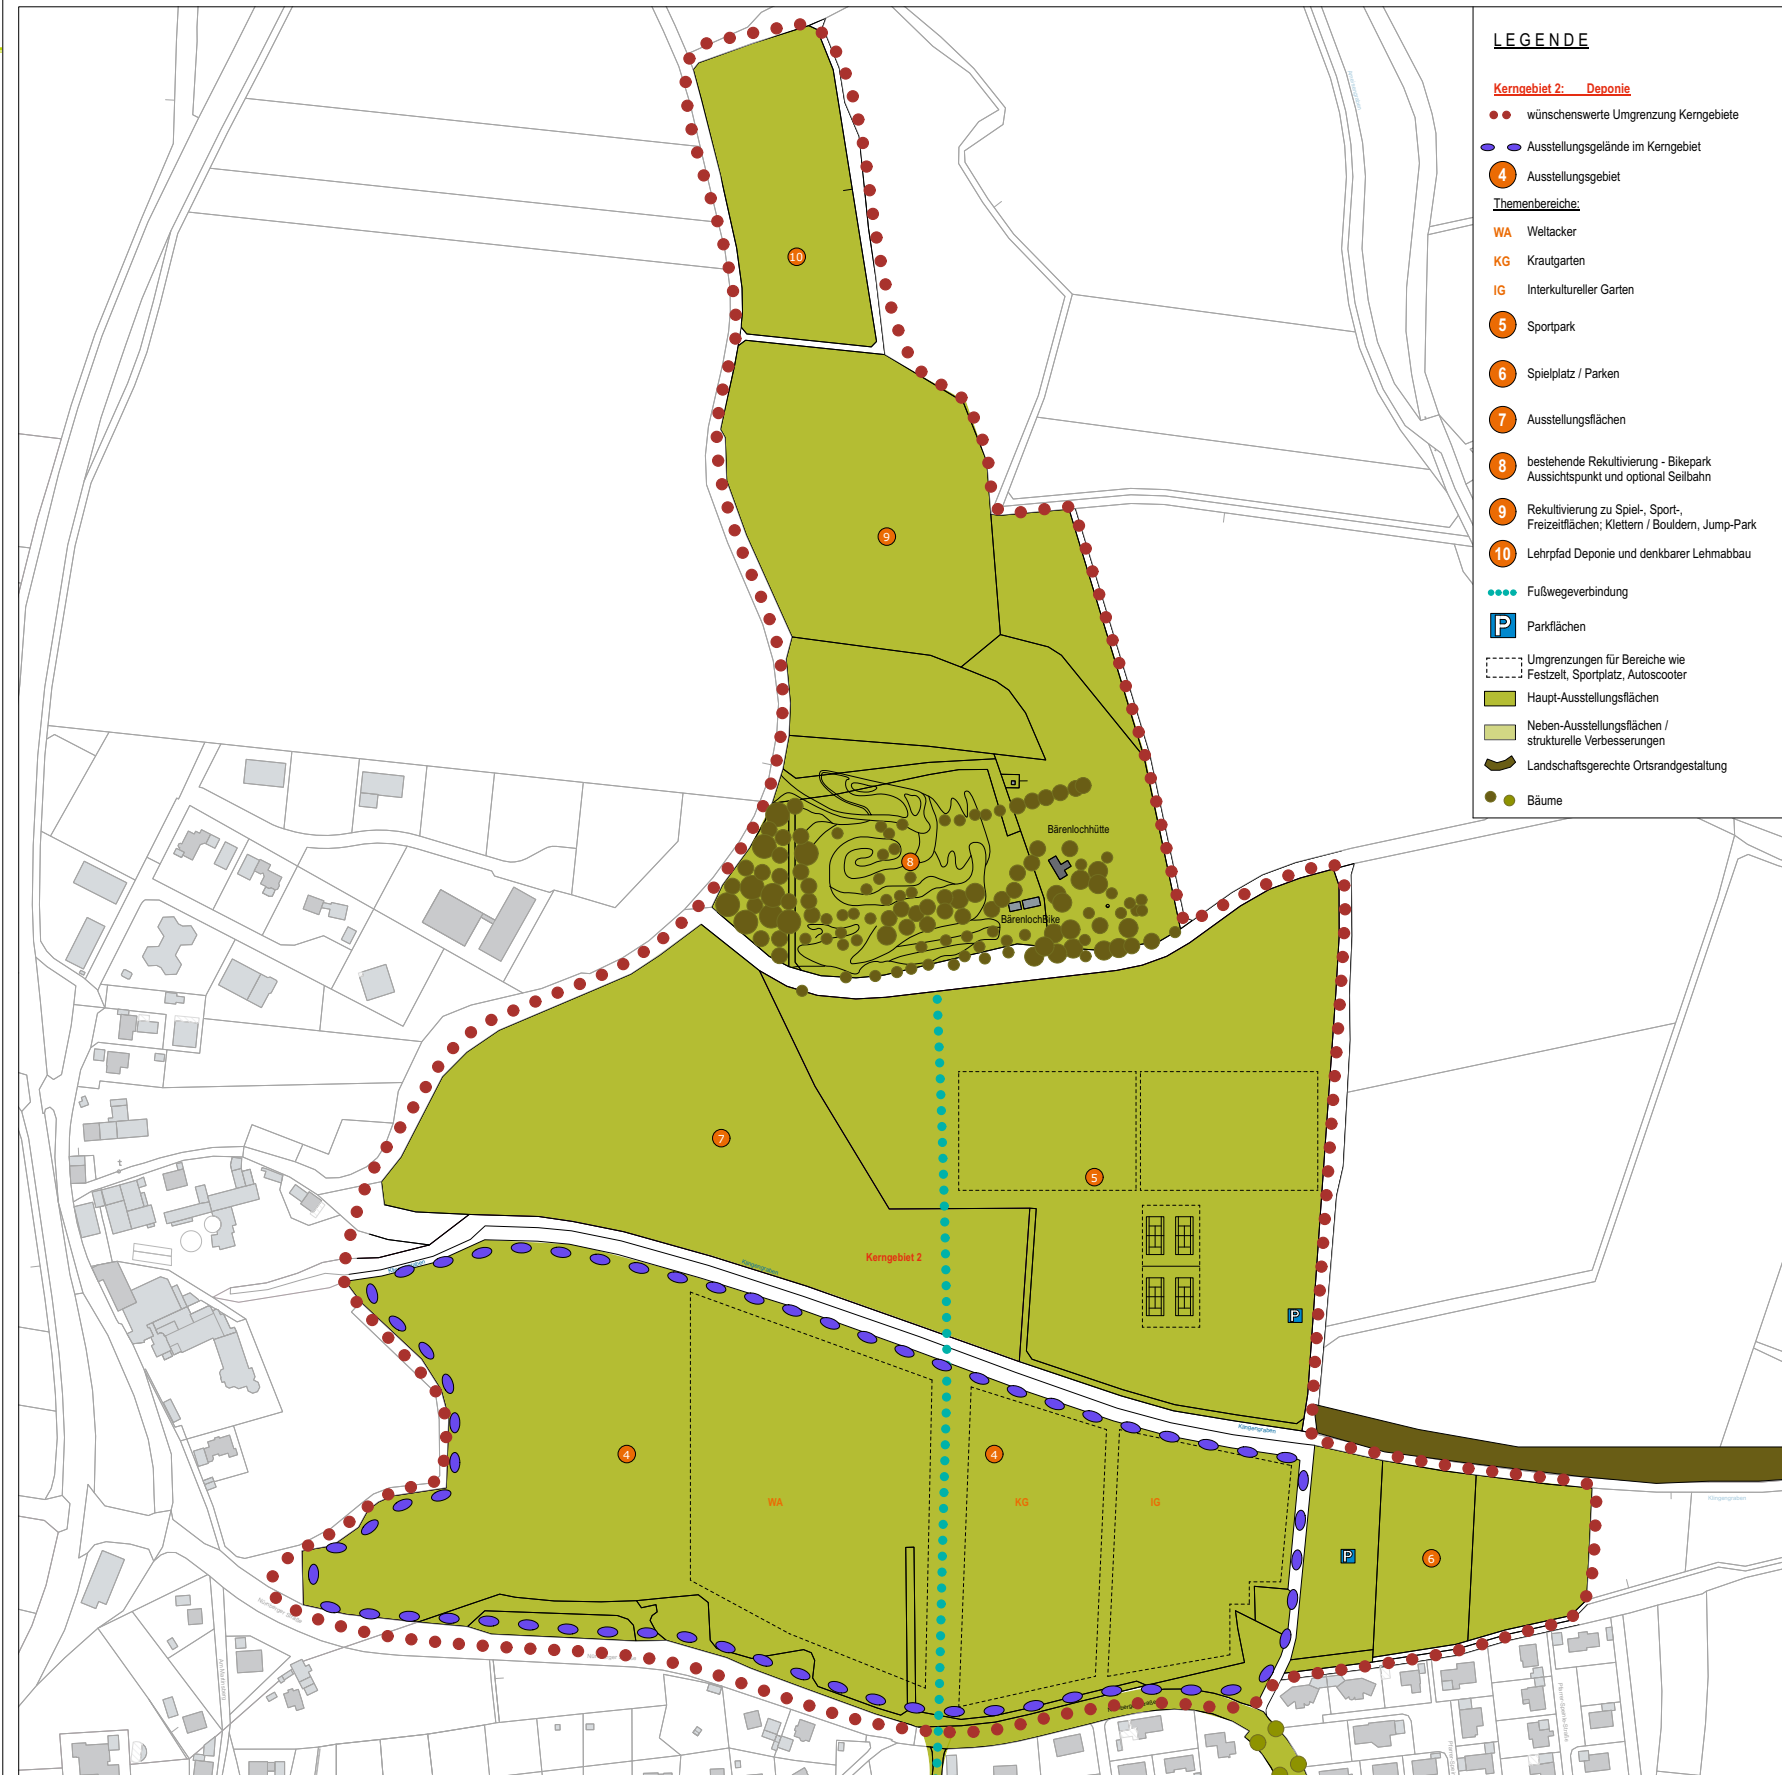 LEGENDE
Kerngebiet 2: Deponie
wünschenswerte Umgrenzung Kerngebiete
Ausstellungsgelände im Kerngebiet
4 Ausstellungsgebiet
Themenbereiche:
WA Weltacker
KG Krautgarten
IG Interkultureller Garten
5 Sportpark
6 Spielplatz / Parken
7 Ausstellungsflächen
8 bestehende Rekultivierung - Bikepark
Aussichtspunkt und optional Seilbahn
9 Rekultivierung zu Spiel-, Sport-,
Freizeitflächen; Klettern / Bouldern, Jump-Park
10 Lehrpfad Deponie und denkbarer Lehmabbau
Fußwegeverbindung
P Parkflächen
Umgrenzungen für Bereiche wie
Festzelt, Sportplatz, Autoscooter
Haupt-Ausstellungsflächen
Neben-Ausstellungsflächen /
strukturelle Verbesserungen
Landschaftsgerechte Ortsrandgestaltung
Bäume
10
9
Bärenlochhütte
8
BärenlochBike
7
5
Kerngebiet 2
P
4
4
WA
KG
IG
P
6
Nürnberger Straße